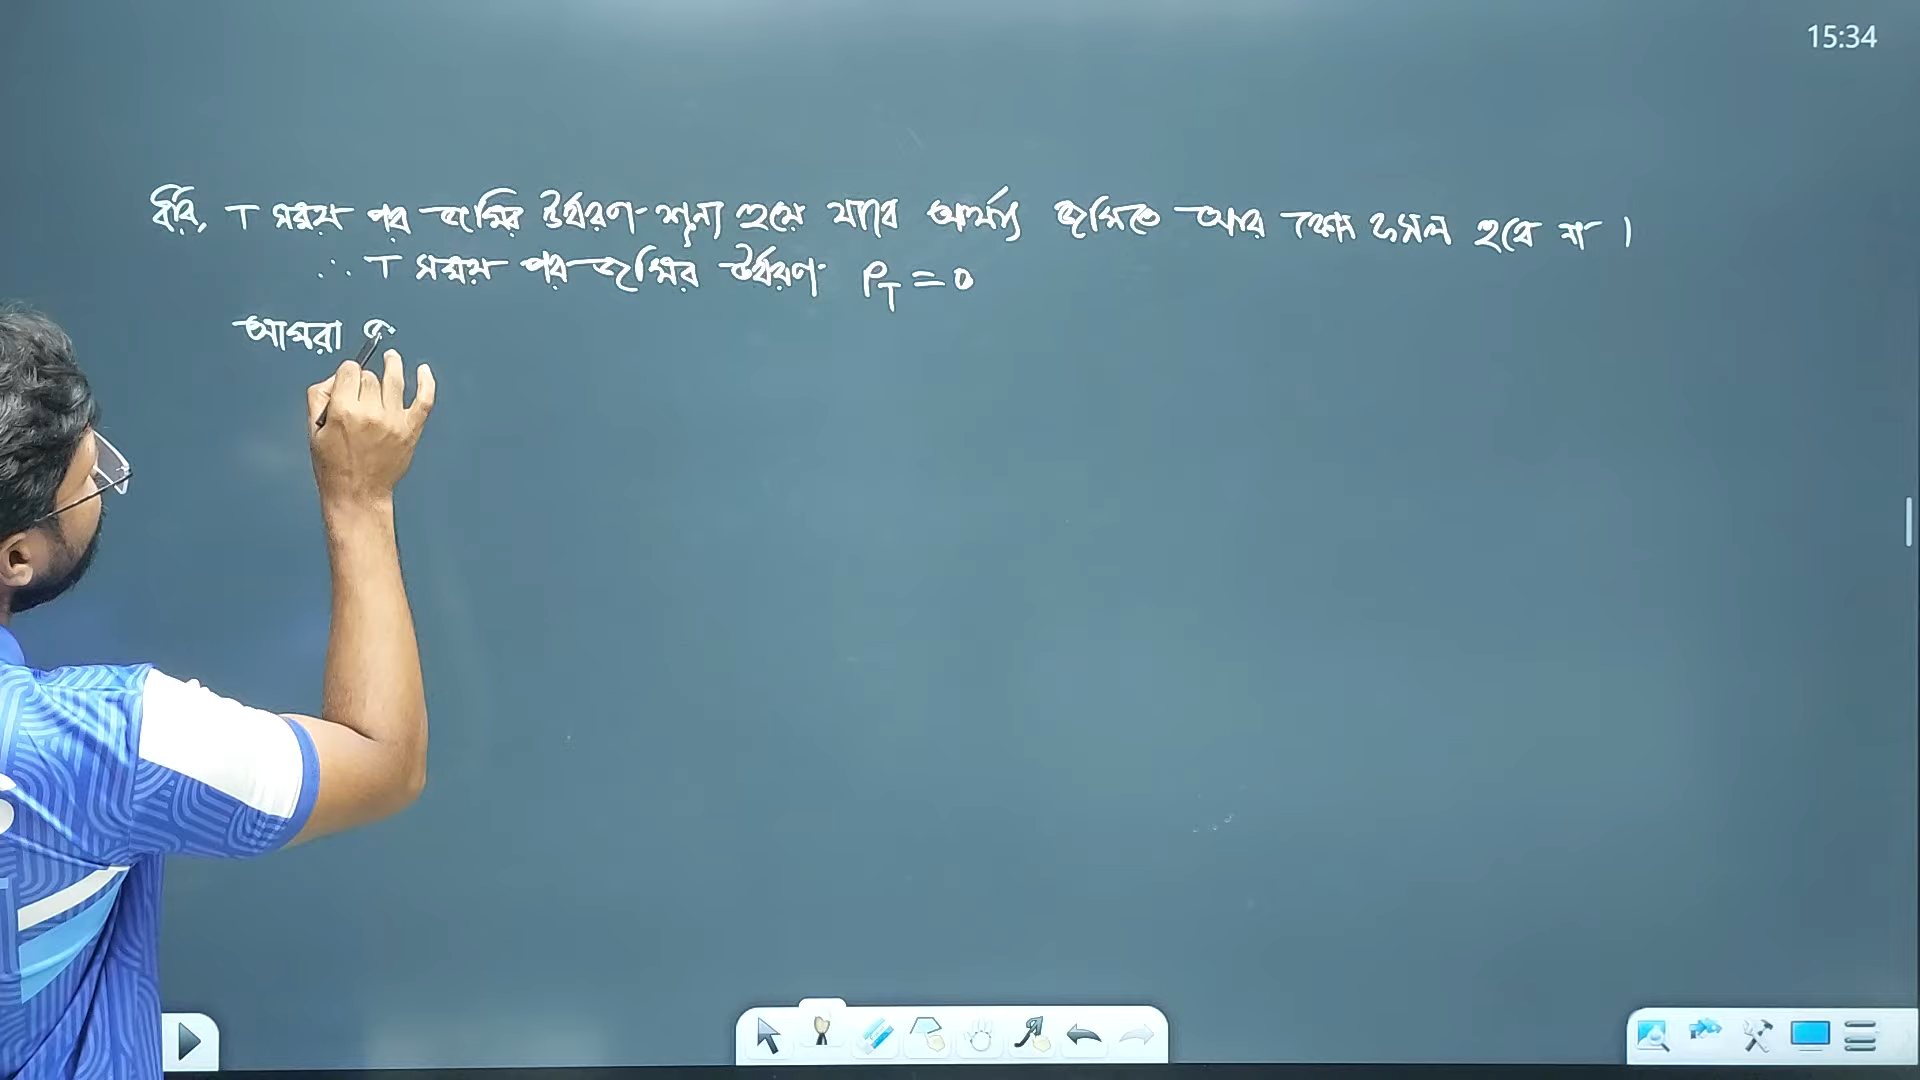 15:34
ধরি, T সময় পর জমির উর্বরতা শূন্য হয়ে যাবে অর্থাৎ জমিতে আর কোন ফসল হবে না।
∴ T সময় পর জমির উর্বরতা P_T = 0
আমরা